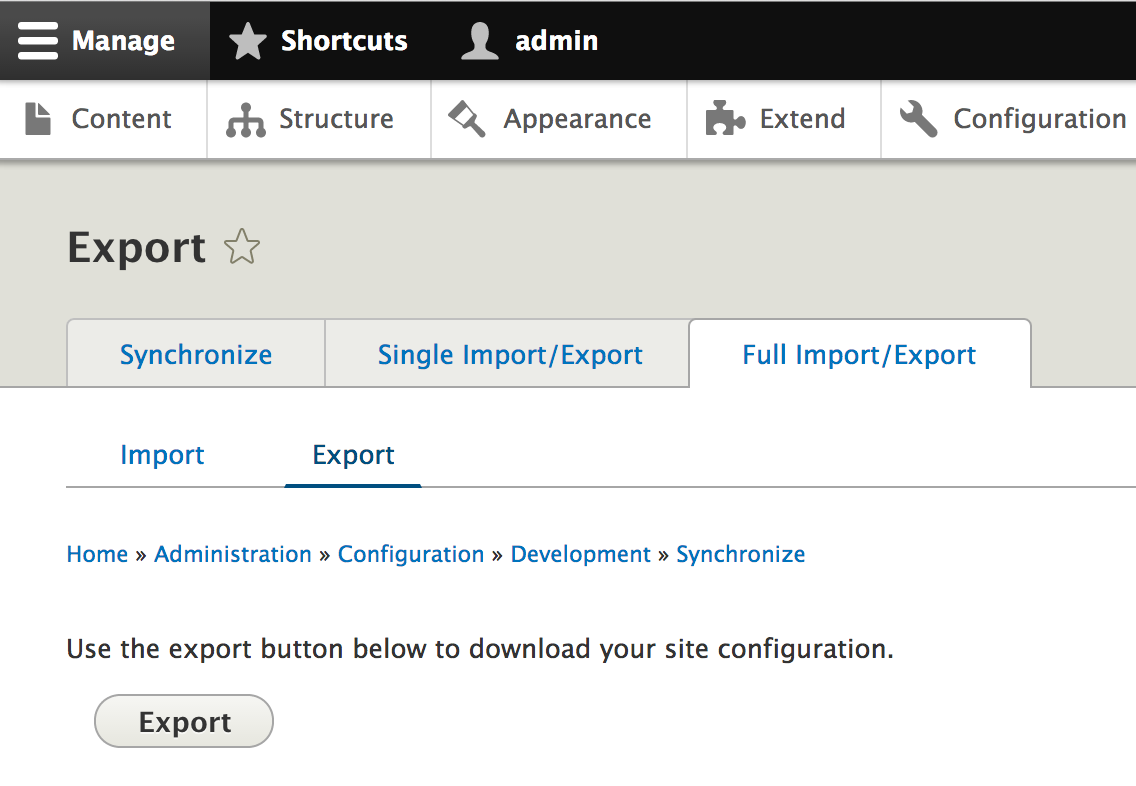 Manage Shortcuts admin
Content Structure Appearance Extend Configuration
Export
Synchronize Single Import/Export Full Import/Export
Import Export
Home » Administration » Configuration » Development » Synchronize
Use the export button below to download your site configuration.
Export